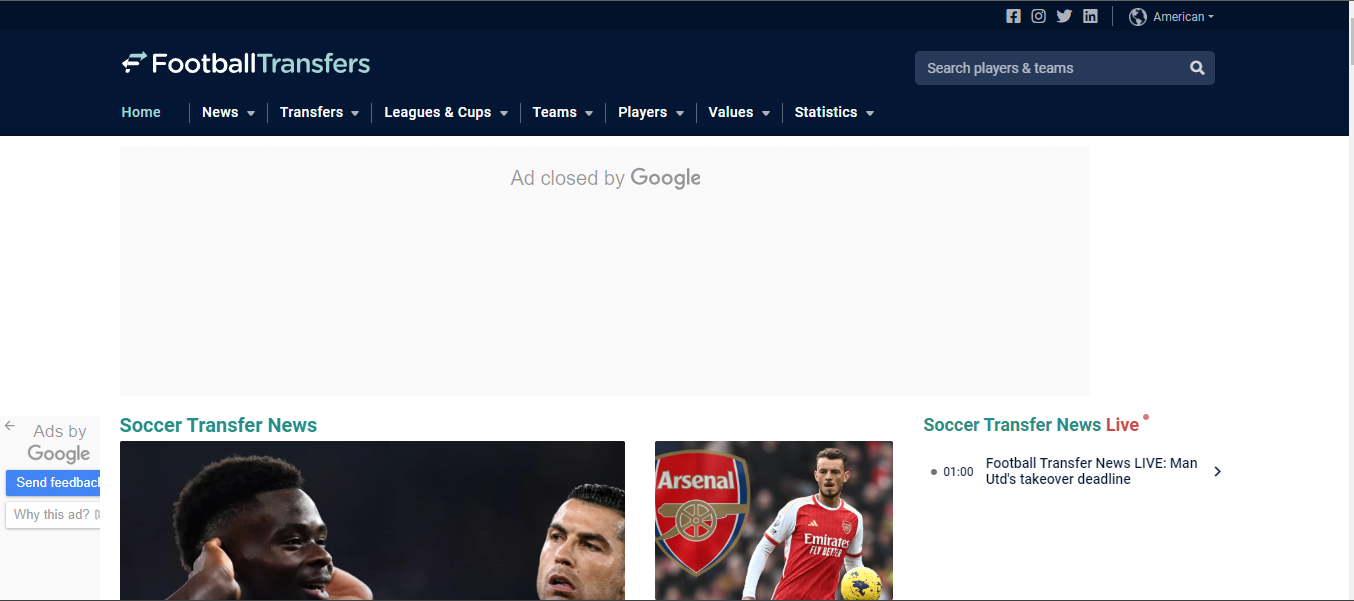 American
FootballTransfers
Search players & teams
Home
News
Transfers
Leagues & Cups
Teams
Players
Values
Statistics
Ad closed by Google
Ads by
Google
Send feedback
Why this ad?
Soccer Transfer News
Arsenal
Emirates
FLY BETTER
Soccer Transfer News Live
01:00
Football Transfer News LIVE: Man
Utd's takeover deadline